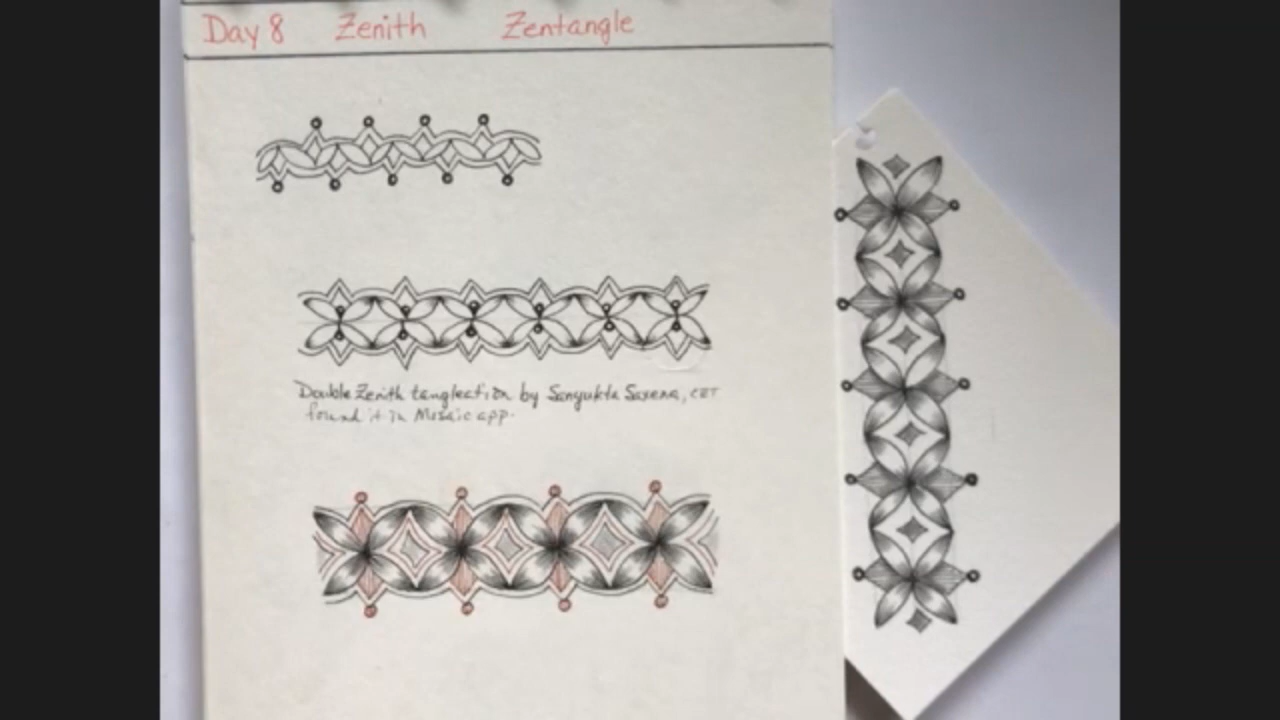 Day 8 Zenith Zentangle
Double Zenith tangleation by Sanyukta Saxena, CZT
found it in Mosaic app.